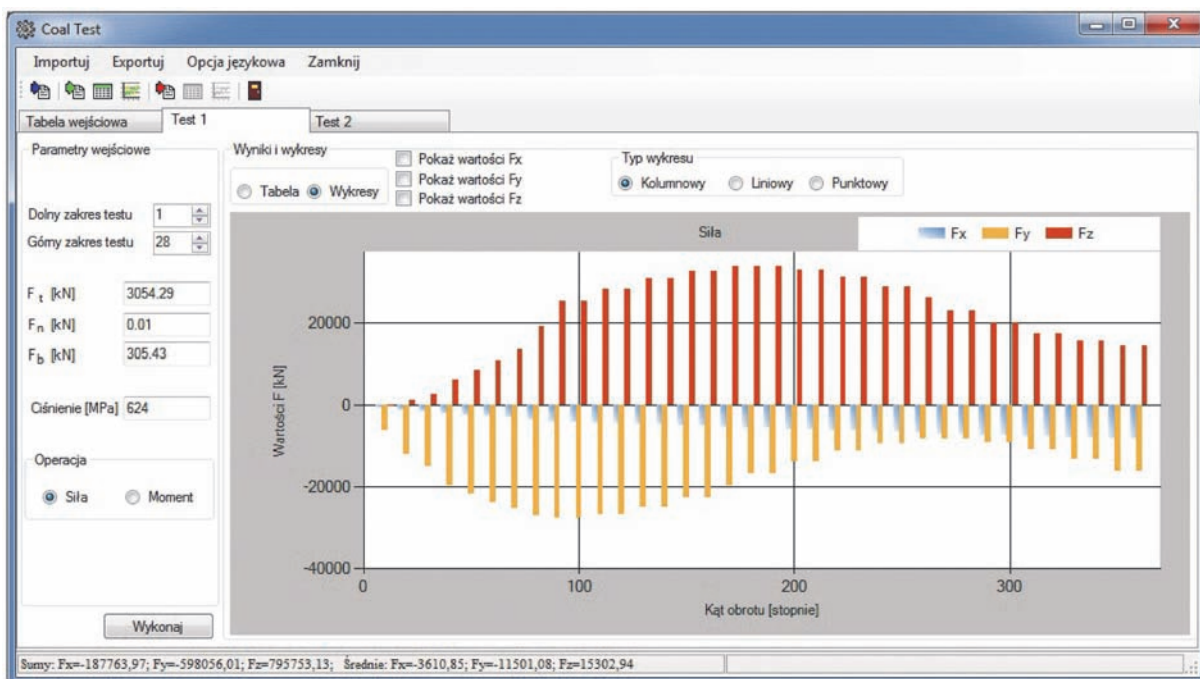 Coal Test
Importuj Exportuj Opcja językowa Zamknij
Tabela wejściowa Test 1 Test 2
Parametry wejściowe
Dolny zakres testu 1
Górny zakres testu 28
F t [kN] 3054.29
F n [kN] 0.01
F b [kN] 305.43
Ciśnienie [MPa] 624
Operacja
Siła Moment
Wykonaj
Wyniki i wykresy
Tabela Wykresy
Pokaż wartości Fx
Pokaż wartości Fy
Pokaż wartości Fz
Typ wykresu
Kolumnowy Liniowy Punktowy
Siła
Fx Fy Fz
Wartości F [kN]
20000
0
-20000
-40000
0 100 200 300
Kąt obrotu [stopnie]
Sumy: Fx=-187763,97; Fy=-598056,01; Fz=795753,13; Średnie: Fx=-3610,85; Fy=-11501,08; Fz=15302,94